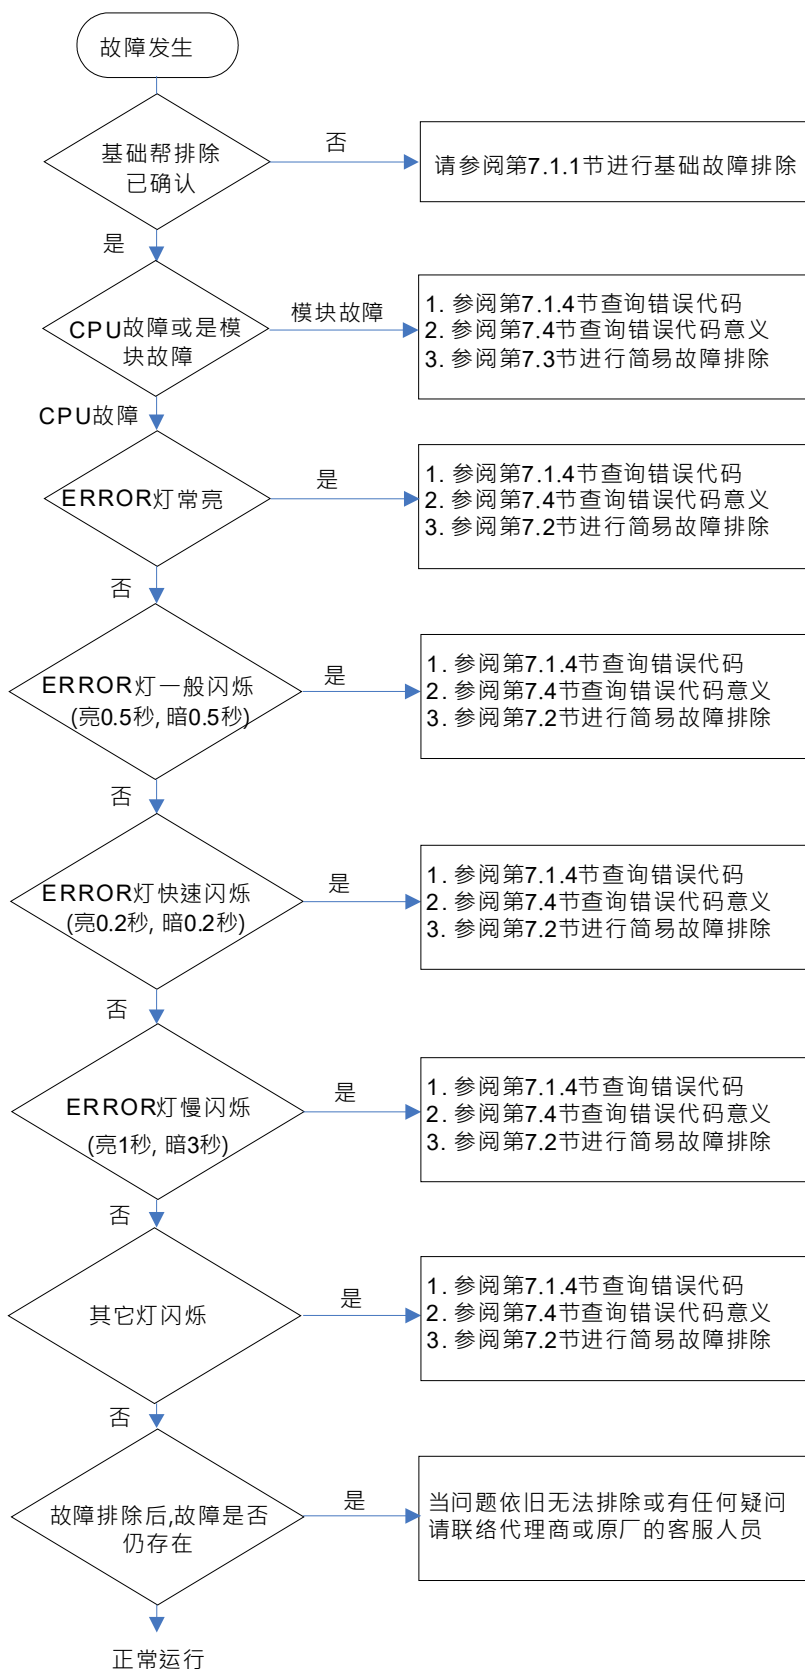 故障发生
基础帮排除
已确认
否
请参阅第7.1.1节进行基础故障排除
是
CPU故障或是模
块故障
模块故障
1. 参阅第7.1.4节查询错误代码
2. 参阅第7.4节查询错误代码意义
3. 参阅第7.3节进行简易故障排除
CPU故障
ERROR灯常亮
是
1. 参阅第7.1.4节查询错误代码
2. 参阅第7.4节查询错误代码意义
3. 参阅第7.2节进行简易故障排除
否
ERROR灯一般闪烁
(亮0.5秒, 暗0.5秒)
是
1. 参阅第7.1.4节查询错误代码
2. 参阅第7.4节查询错误代码意义
3. 参阅第7.2节进行简易故障排除
否
ERROR灯快速闪烁
(亮0.2秒, 暗0.2秒)
是
1. 参阅第7.1.4节查询错误代码
2. 参阅第7.4节查询错误代码意义
3. 参阅第7.2节进行简易故障排除
否
ERROR灯慢闪烁
(亮1秒, 暗3秒)
是
1. 参阅第7.1.4节查询错误代码
2. 参阅第7.4节查询错误代码意义
3. 参阅第7.2节进行简易故障排除
否
其它灯闪烁
是
1. 参阅第7.1.4节查询错误代码
2. 参阅第7.4节查询错误代码意义
3. 参阅第7.2节进行简易故障排除
否
故障排除后,故障是否
仍存在
是
当问题依旧无法排除或有任何疑问
请联络代理商或原厂的客服人员
正常运行